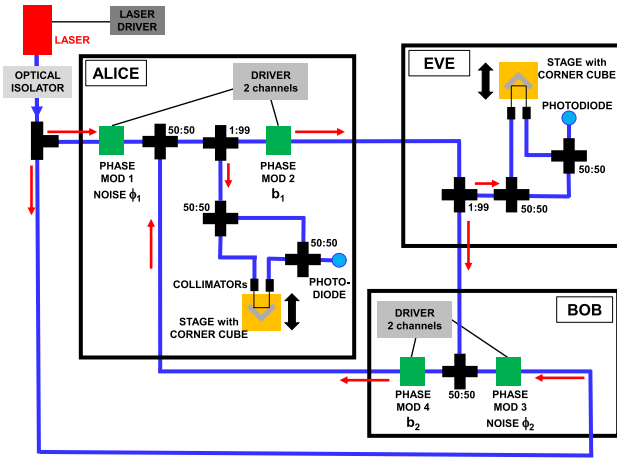 LASER
DRIVER
LASER
OPTICAL
ISOLATOR
ALICE
DRIVER
2 channels
50:50
1:99
PHASE
MOD 1
NOISE ϕ1
PHASE
MOD 2
b1
50:50
50:50
COLLIMATORs
PHOTO-
DIODE
STAGE with
CORNER CUBE
EVE
STAGE with
CORNER CUBE
PHOTODIODE
50:50
1:99
50:50
BOB
DRIVER
2 channels
PHASE
MOD 4
b2
50:50
PHASE
MOD 3
NOISE ϕ2